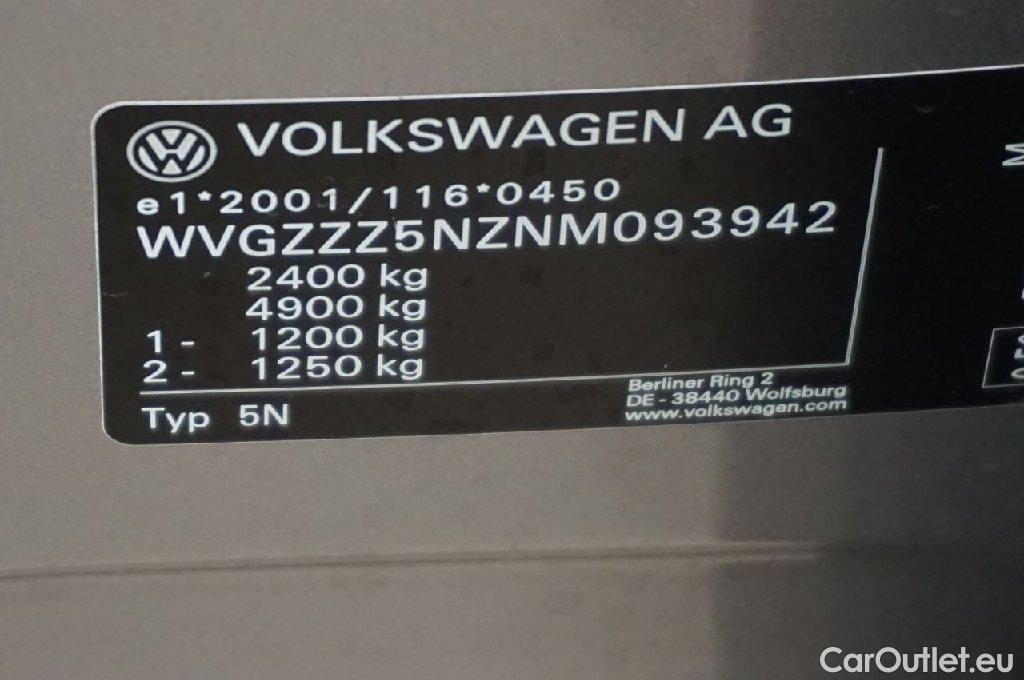 VOLKSWAGEN AG
e1*2001/116*0450
WVGZZZ5NZNM093942
2400 kg
4900 kg
1 - 1200 kg
2 - 1250 kg
Typ 5N
Berliner Ring 2
DE - 38440 Wolfsburg
www.volkswagen.com
M
CarOutlet.eu